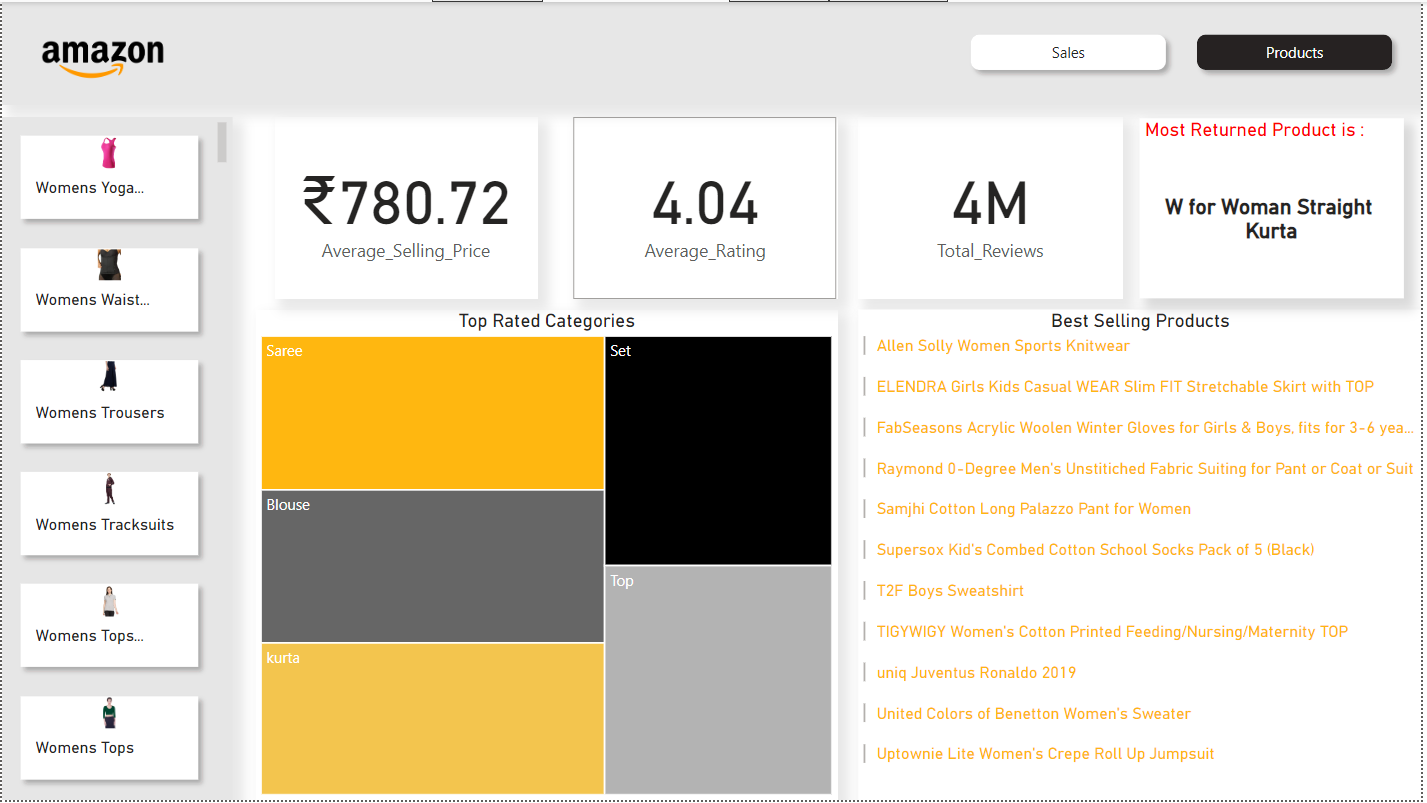 amazon
Sales
Products
Womens Yoga...
Womens Waist...
Womens Trousers
Womens Tracksuits
Womens Tops...
Womens Tops
₹780.72
Average_Selling_Price
4.04
Average_Rating
4M
Total_Reviews
Most Returned Product is :
W for Woman Straight
Kurta
Top Rated Categories
Saree
Blouse
kurta
Set
Top
Best Selling Products
Allen Solly Women Sports Knitwear
ELENDRA Girls Kids Casual WEAR Slim FIT Stretchable Skirt with TOP
FabSeasons Acrylic Woolen Winter Gloves for Girls & Boys, fits for 3-6 yea...
Raymond 0-Degree Men's Unstitiched Fabric Suiting for Pant or Coat or Suit
Samjhi Cotton Long Palazzo Pant for Women
Supersox Kid's Combed Cotton School Socks Pack of 5 (Black)
T2F Boys Sweatshirt
TIGYWIGY Women's Cotton Printed Feeding/Nursing/Maternity TOP
uniq Juventus Ronaldo 2019
United Colors of Benetton Women's Sweater
Uptownie Lite Women's Crepe Roll Up Jumpsuit